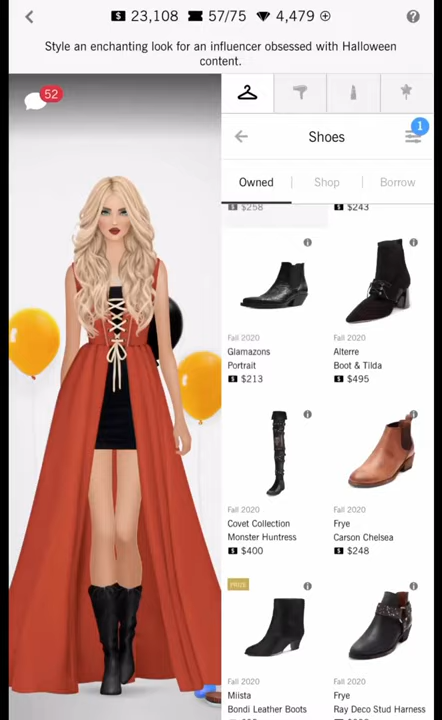 23,108 57/75 4,479
Style an enchanting look for an influencer obsessed with Halloween
content.
52
1
Shoes
Owned Shop Borrow
$258 $243
Fall 2020
Glamazons
Portrait
$213
Fall 2020
Alterre
Boot & Tilda
$495
Fall 2020
Covet Collection
Monster Huntress
$400
Fall 2020
Frye
Carson Chelsea
$248
PRIZE
Fall 2020
Miista
Bondi Leather Boots
Fall 2020
Frye
Ray Deco Stud Harness